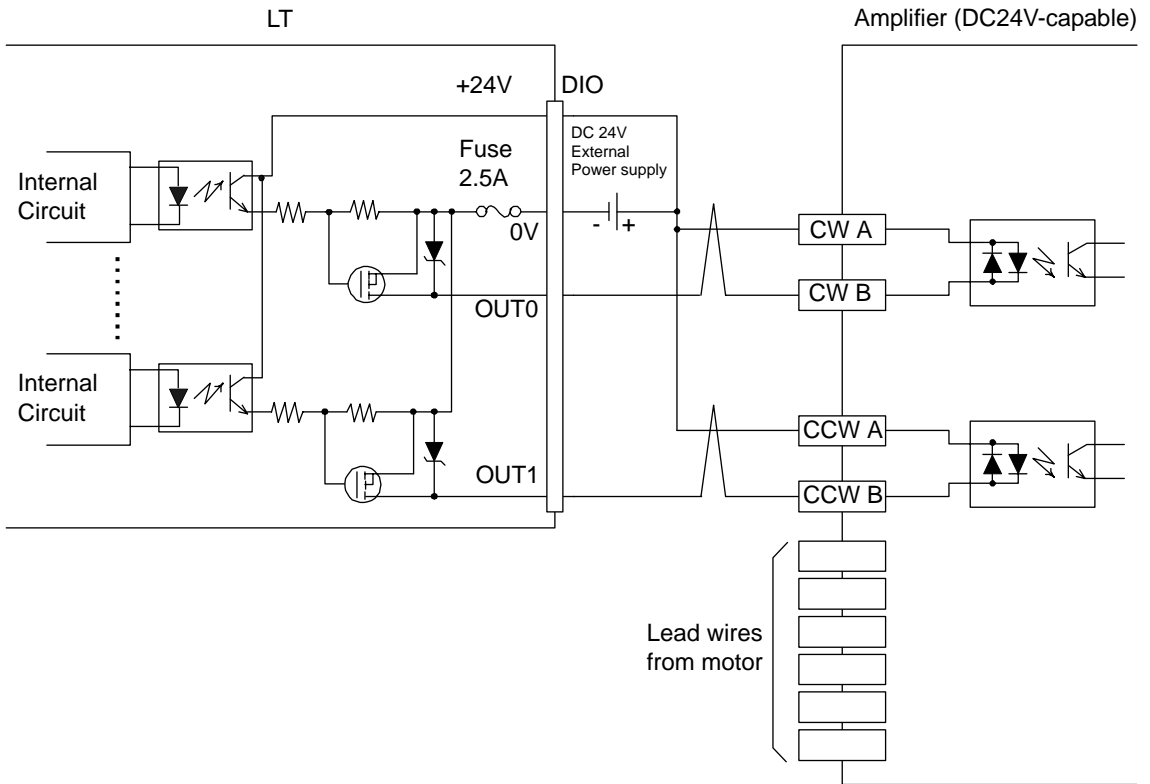 LT
Amplifier (DC24V-capable)
+24V
DIO
DC 24V
External
Power supply
Fuse
2.5A
Internal
Circuit
0V
- +
CW A
CW B
OUT0
Internal
Circuit
CCW A
OUT1
CCW B
Lead wires
from motor